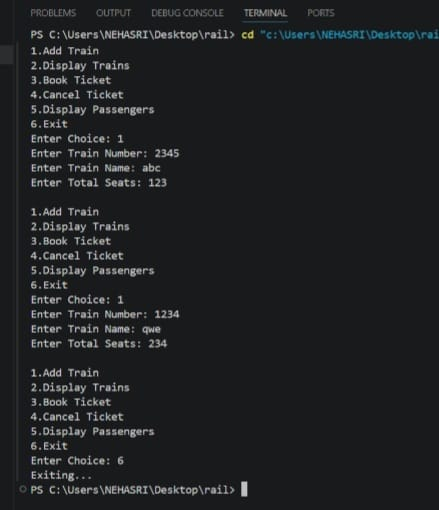 PROBLEMS OUTPUT DEBUG CONSOLE TERMINAL PORTS
PS C:\Users\NEHASRI\Desktop\rail> cd "c:\Users\NEHASRI\Desktop\rai
1.Add Train
2.Display Trains
3.Book Ticket
4.Cancel Ticket
5.Display Passengers
6.Exit
Enter Choice: 1
Enter Train Number: 2345
Enter Train Name: abc
Enter Total Seats: 123
1.Add Train
2.Display Trains
3.Book Ticket
4.Cancel Ticket
5.Display Passengers
6.Exit
Enter Choice: 1
Enter Train Number: 1234
Enter Train Name: qwe
Enter Total Seats: 234
1.Add Train
2.Display Trains
3.Book Ticket
4.Cancel Ticket
5.Display Passengers
6.Exit
Enter Choice: 6
Exiting...
PS C:\Users\NEHASRI\Desktop\rail>